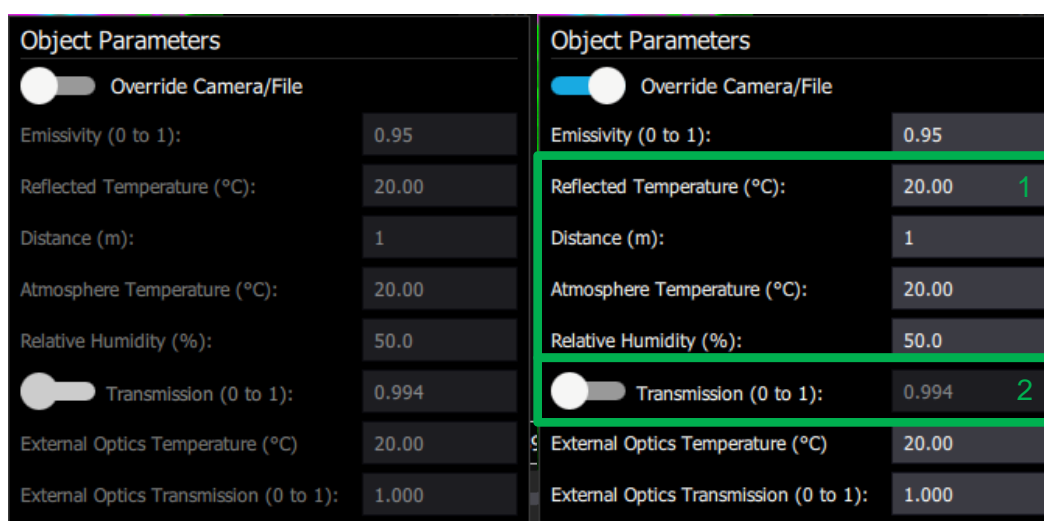 Object Parameters
Override Camera/File
Emissivity (0 to 1): 0.95
Reflected Temperature (°C): 20.00
Distance (m): 1
Atmosphere Temperature (°C): 20.00
Relative Humidity (%): 50.0
Transmission (0 to 1): 0.994
External Optics Temperature (°C) 20.00
External Optics Transmission (0 to 1): 1.000
Object Parameters
Override Camera/File
Emissivity (0 to 1): 0.95
Reflected Temperature (°C): 20.00 1
Distance (m): 1
Atmosphere Temperature (°C): 20.00
Relative Humidity (%): 50.0
Transmission (0 to 1): 0.994 2
External Optics Temperature (°C) 20.00
External Optics Transmission (0 to 1): 1.000